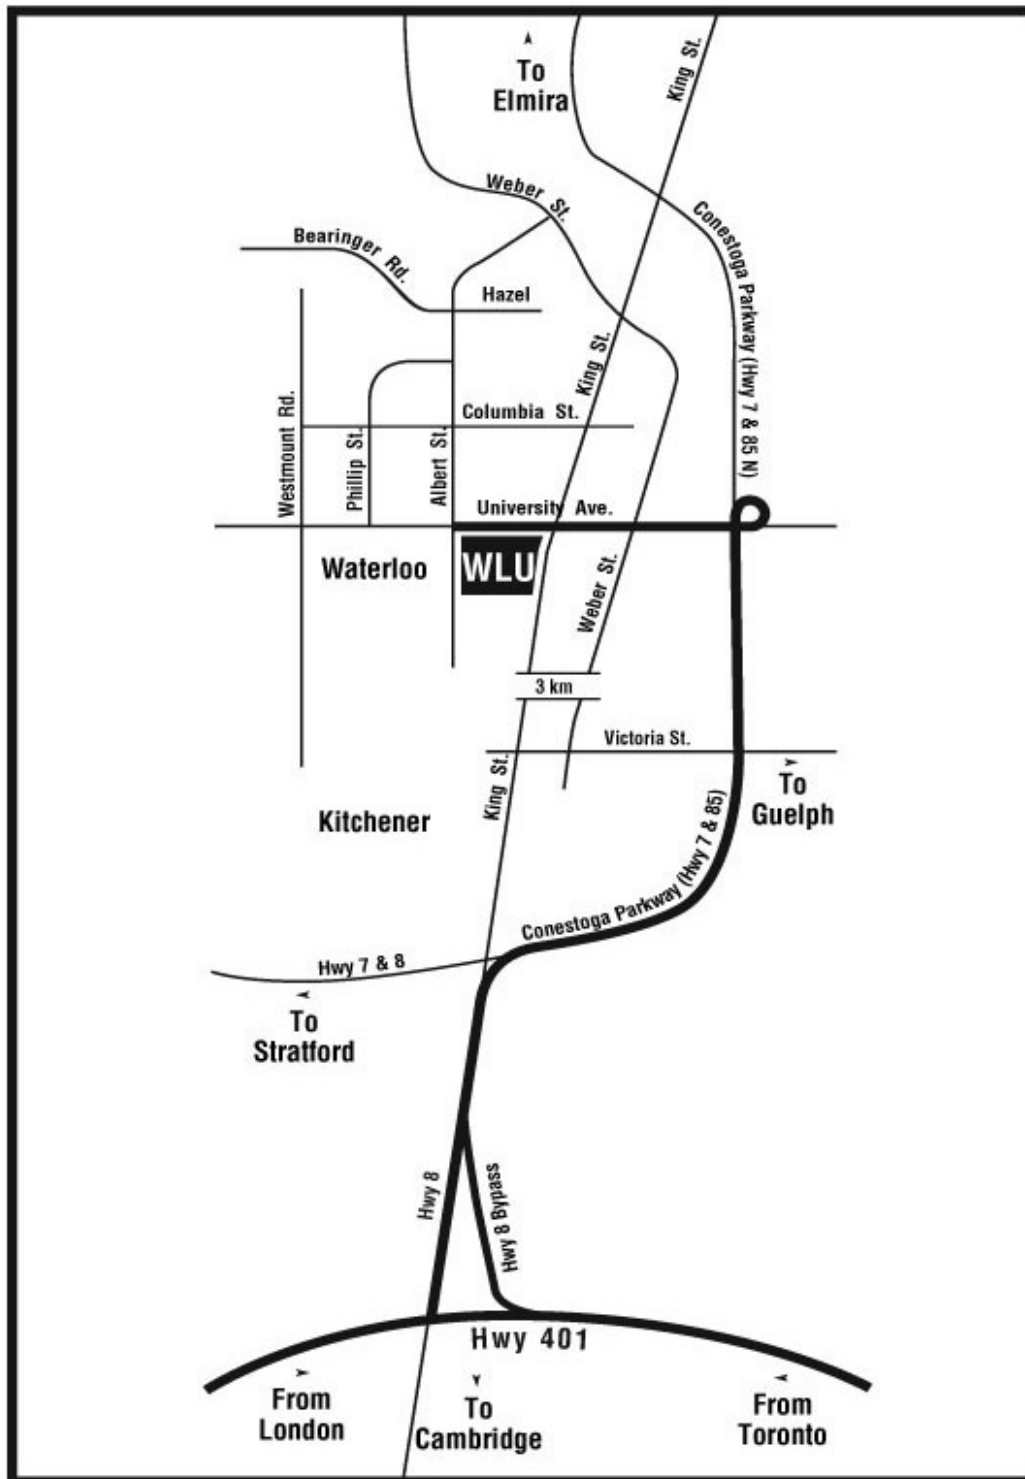 To
Elmira
King St.
Weber St.
Conestoga Parkway (Hwy 7 & 85 N)
Bearinger Rd.
Hazel
King St.
Westmount Rd.
Columbia St.
Phillip St.
Albert St.
University Ave.
Waterloo
WLU
Weber St.
3 km
Victoria St.
King St.
To
Guelph
Kitchener
Conestoga Parkway (Hwy 7 & 85)
Hwy 7 & 8
To
Stratford
Hwy 8
Hwy 8 Bypass
Hwy 401
From
London
To
Cambridge
From
Toronto